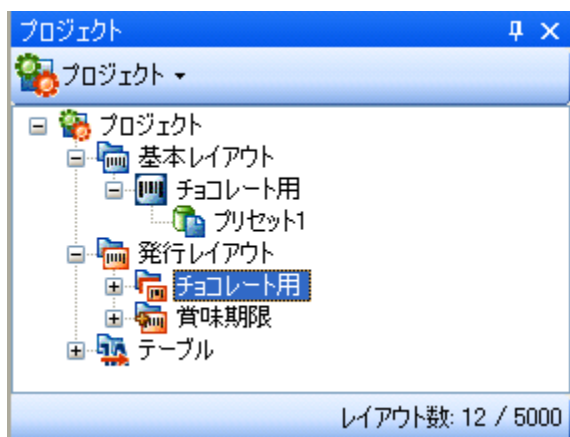 プロジェクト
プロジェクト
プロジェクト
基本レイアウト
チョコレート用
プリセット1
発行レイアウト
チョコレート用
賞味期限
テーブル
レイアウト数: 12 / 5000